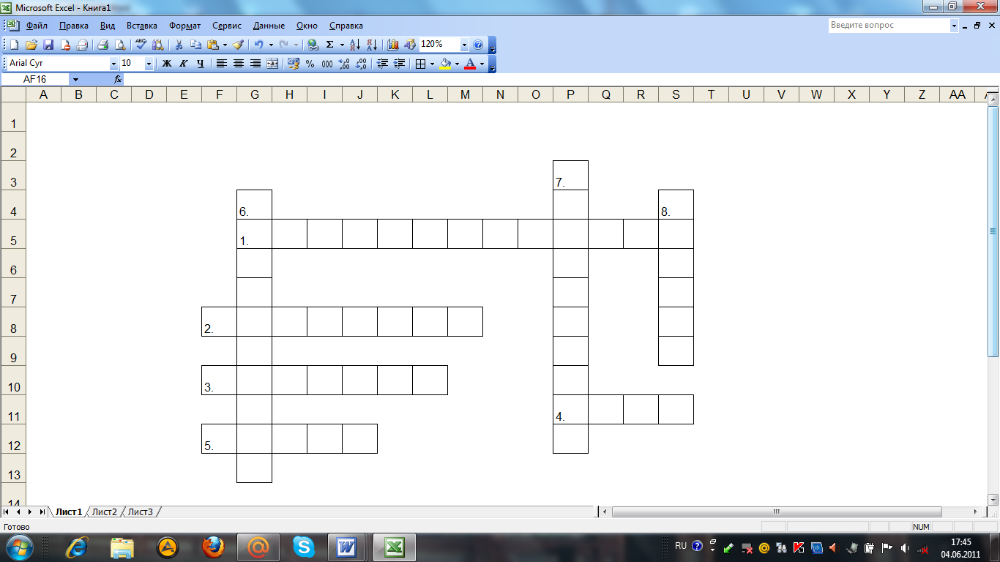 Microsoft Excel - Книга1
Файл Правка Вид Вставка Формат Сервис Данные Окно Справка Введите вопрос
120%
Arial Cyr 10 Ж К Ч % 000
AF16 fx
A B C D E F G H I J K L M N O P Q R S T U V W X Y Z AA
1
2
3 7.
4 6. 8.
5 1.
6
7
8 2.
9
10 3.
11 4.
12 5.
13
14
Лист1 Лист2 Лист3
Готово NUM
RU 17:45
04.06.2011